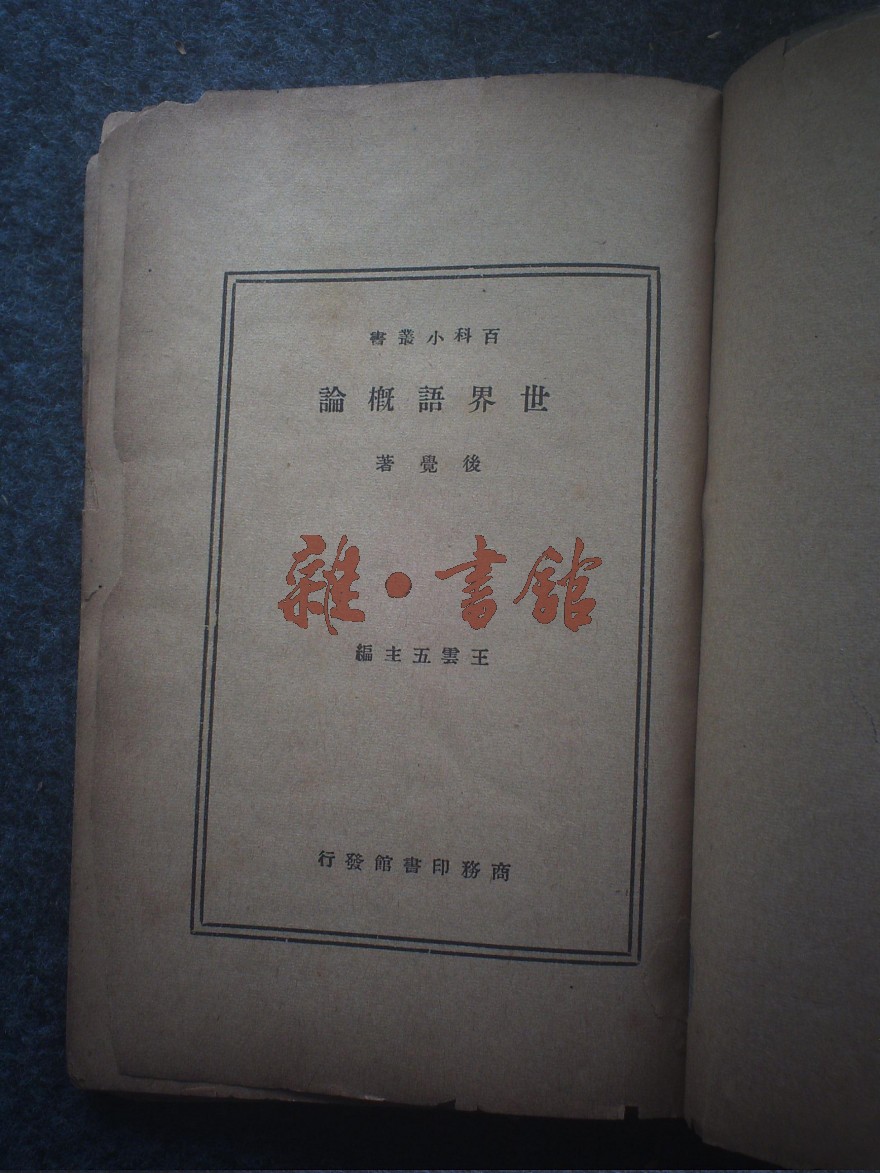 百科小叢書
世界語槪論
後覺著
雜·書館
王雲五主編
商務印書館發行